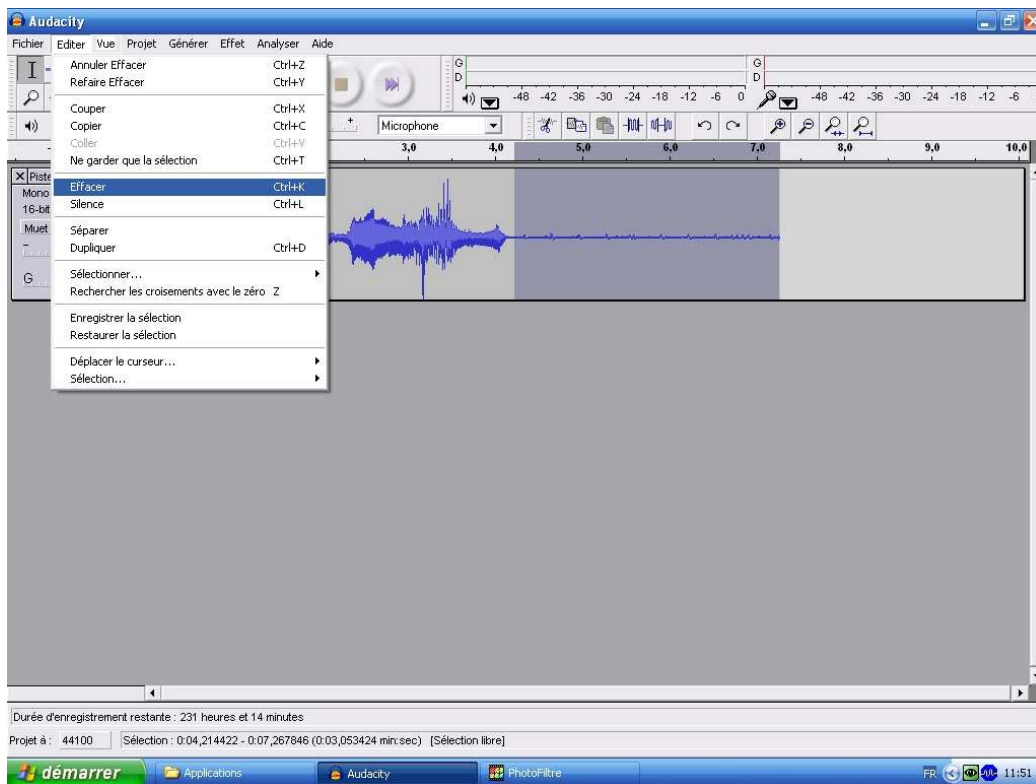 Audacity
Fichier Editer Vue Projet Générer Effet Analyser Aide
Annuler Effacer Ctrl+Z
Refaire Effacer Ctrl+Y
Couper Ctrl+X
Copier Ctrl+C
Coller Ctrl+V
Ne garder que la sélection Ctrl+T
Effacer Ctrl+K
Silence Ctrl+L
Séparer
Dupliquer Ctrl+D
Sélectionner...
Rechercher les croisements avec le zéro Z
Enregistrer la sélection
Restaurer la sélection
Déplacer le curseur...
Sélection...
G
D
-48 -42 -36 -30 -24 -18 -12 -6 0
G
D
-48 -42 -36 -30 -24 -18 -12 -6
Microphone
3,0 4,0 5,0 6,0 7,0 8,0 9,0 10,0
Piste
Mono
16-bit
Muet
G
Durée d'enregistrement restante : 231 heures et 14 minutes
Projet à : 44100 Sélection : 0:04,214422 - 0:07,267846 (0:03,053424 min:sec) [Sélection libre]
démarrer Applications Audacity PhotoFiltre FR 11:51